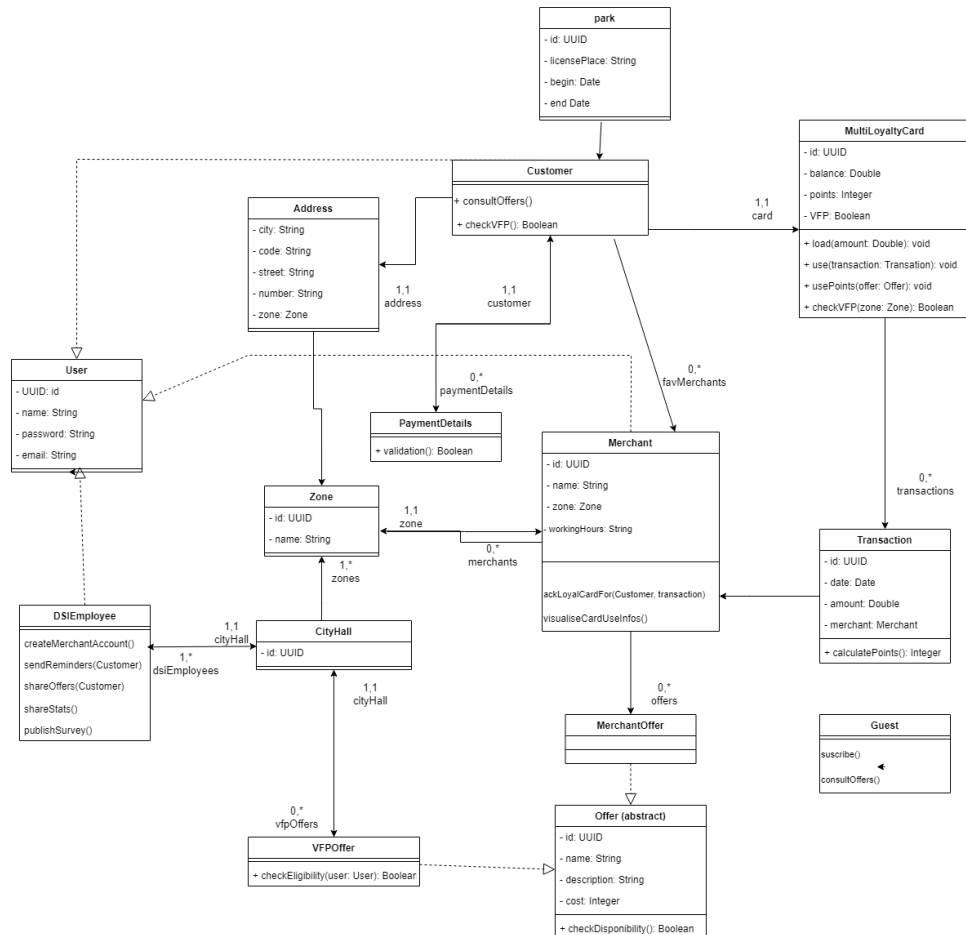 park
- id: UUID
- licensePlace: String
- begin: Date
- end Date
MultiLoyaltyCard
- id: UUID
- balance: Double
- points: Integer
- VFP: Boolean
+ load(amount: Double): void
+ use(transaction: Transation): void
+ usePoints(offer: Offer): void
+ checkVFP(zone: Zone): Boolean
Customer
+ consultOffers()
+ checkVFP(): Boolean
1,1
card
Address
- city: String
- code: String
- street: String
- number: String
- zone: Zone
1,1
address
1,1
customer
User
- UUID: id
- name: String
- password: String
- email: String
0,*
paymentDetails
0,*
favMerchants
PaymentDetails
+ validation(): Boolean
Merchant
- id: UUID
- name: String
- zone: Zone
- workingHours: String
ackLoyalCardFor(Customer, transaction)
visualiseCardUseInfos()
0,*
transactions
Zone
- id: UUID
- name: String
1,1
zone
0,*
merchants
1,*
zones
Transaction
- id: UUID
- date: Date
- amount: Double
- merchant: Merchant
+ calculatePoints(): Integer
DSIEmployee
createMerchantAccount()
sendReminders(Customer)
shareOffers(Customer)
shareStats()
publishSurvey()
1,1
cityHall
1,*
dsiEmployees
CityHall
- id: UUID
1,1
cityHall
0,*
offers
MerchantOffer
Guest
suscribe()
consultOffers()
0,*
vfpOffers
VFPOffer
+ checkEligibility(user: User): Boolear
Offer (abstract)
- id: UUID
- name: String
- description: String
- cost: Integer
+ checkDisponibility(): Boolean